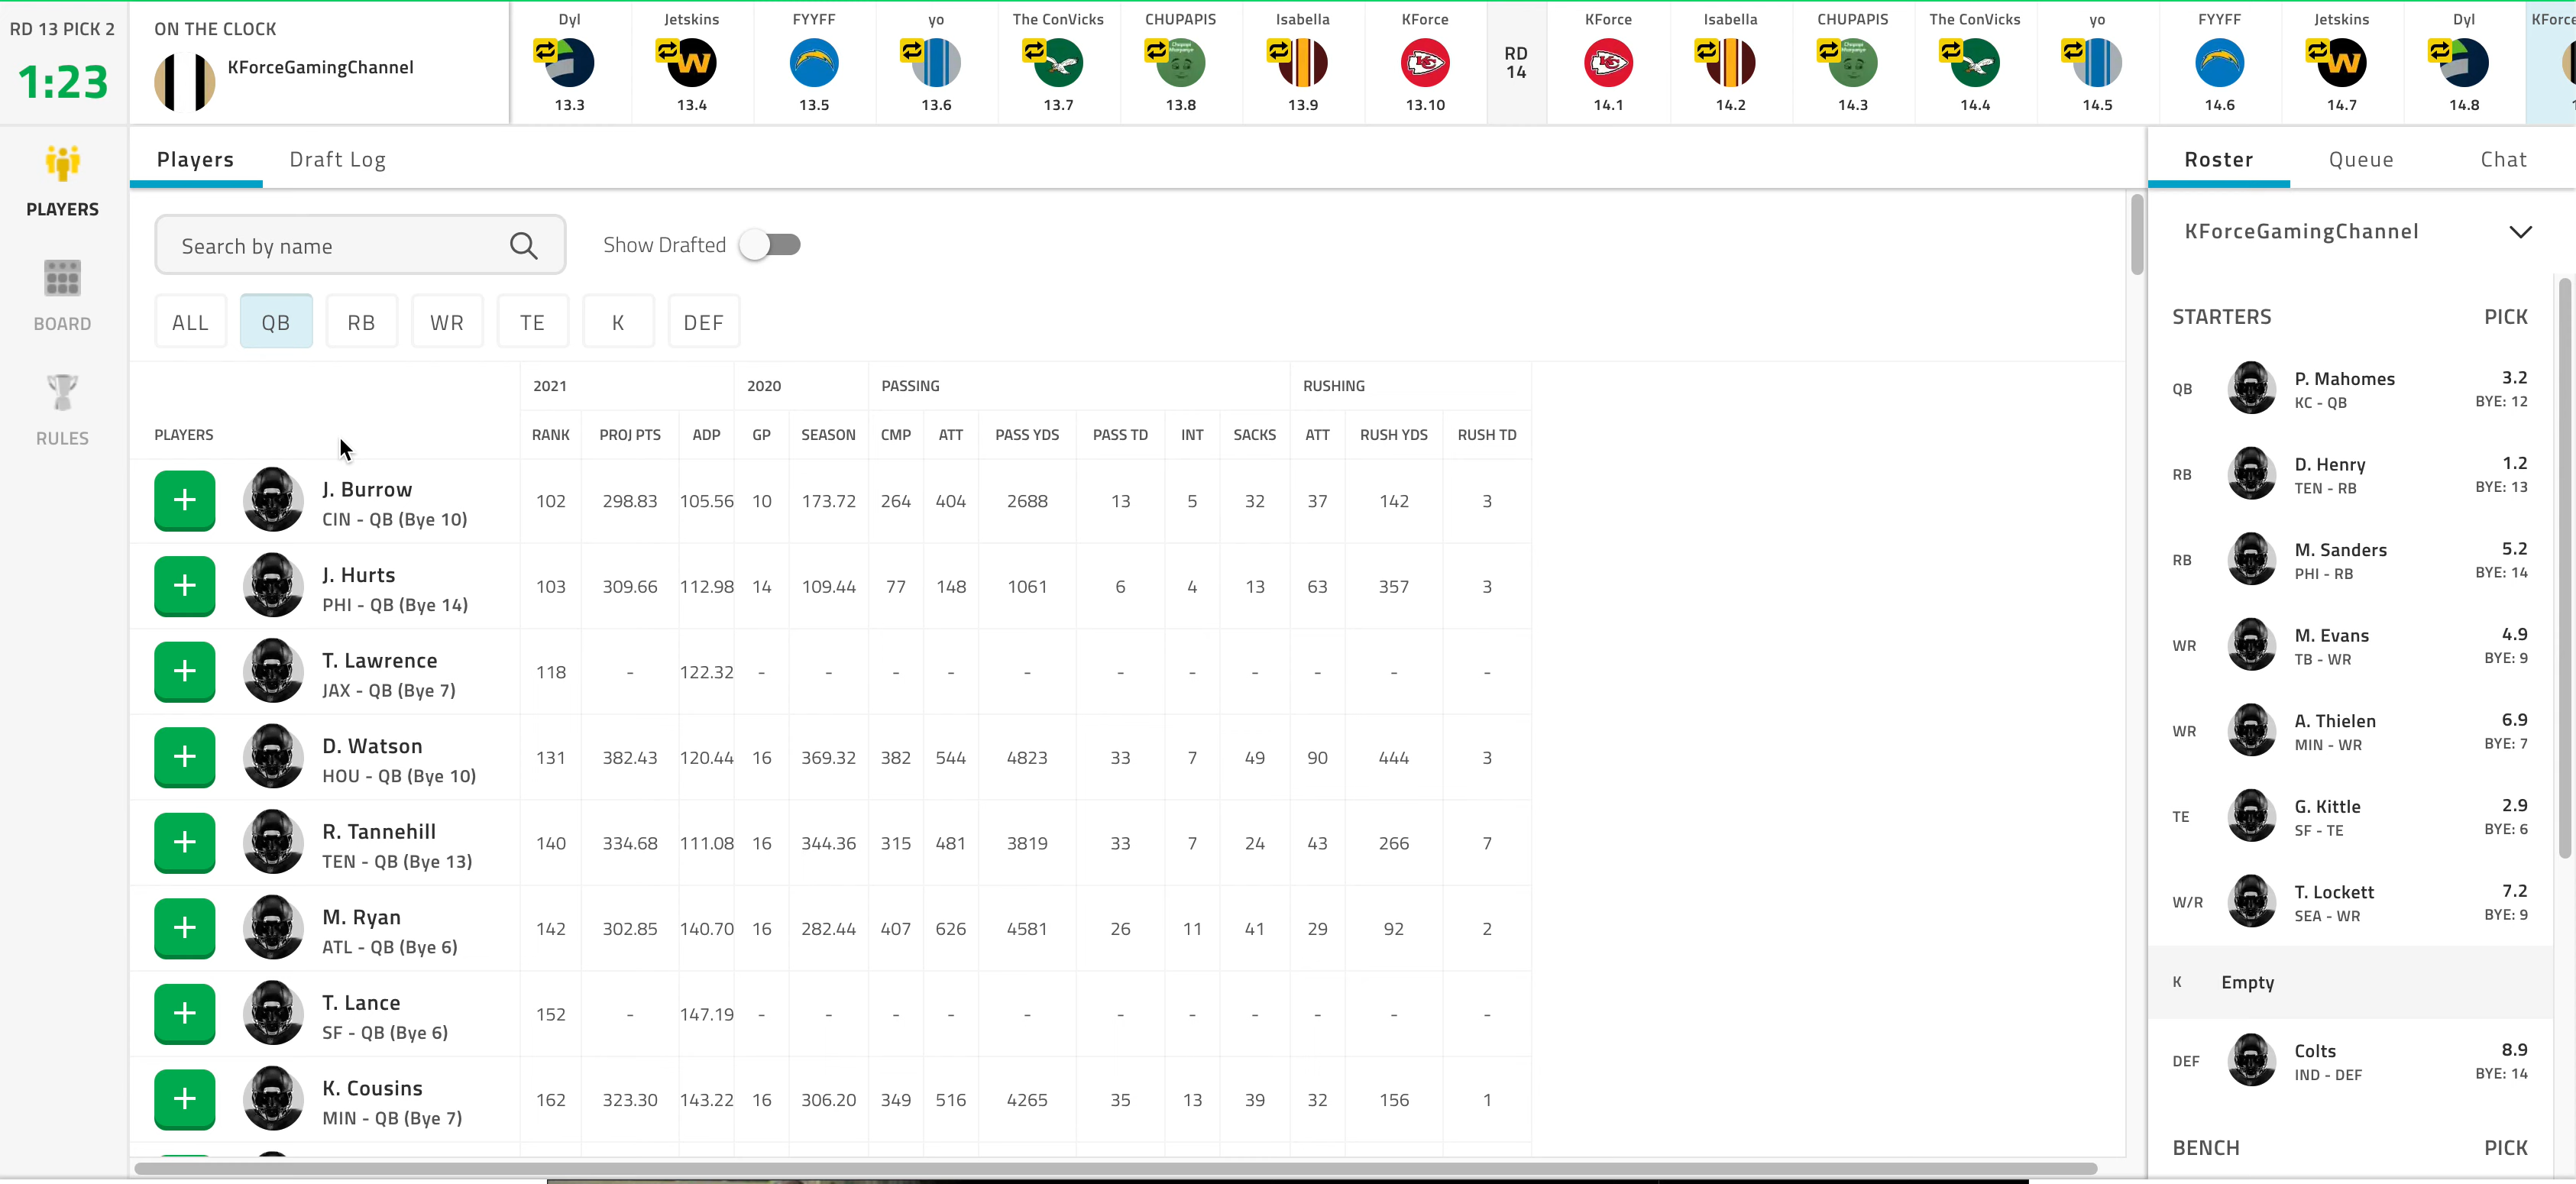 RD 13 PICK 2
1:23
ON THE CLOCK
KForceGamingChannel
Dyl
13.3
Jetskins
W
13.4
FYYFF
13.5
yo
13.6
The ConVicks
13.7
CHUPAPIS
13.8
Isabella
13.9
KForce
KC
13.10
RD
14
KForce
KC
14.1
Isabella
14.2
CHUPAPIS
14.3
The ConVicks
14.4
yo
14.5
FYYFF
14.6
Jetskins
W
14.7
Dyl
14.8
KForce
PLAYERS
BOARD
RULES
Players
Draft Log
Search by name
Show Drafted
ALL
QB
RB
WR
TE
K
DEF
2021
2020
PASSING
RUSHING
PLAYERS
RANK
PROJ PTS
ADP
GP
SEASON
CMP
ATT
PASS YDS
PASS TD
INT
SACKS
ATT
RUSH YDS
RUSH TD
J. Burrow
CIN - QB (Bye 10)
102 298.83 105.56 10 173.72 264 404 2688 13 5 32 37 142 3
J. Hurts
PHI - QB (Bye 14)
103 309.66 112.98 14 109.44 77 148 1061 6 4 13 63 357 3
T. Lawrence
JAX - QB (Bye 7)
118 - 122.32 - - - - - - - - - - -
D. Watson
HOU - QB (Bye 10)
131 382.43 120.44 16 369.32 382 544 4823 33 7 49 90 444 3
R. Tannehill
TEN - QB (Bye 13)
140 334.68 111.08 16 344.36 315 481 3819 33 7 24 43 266 7
M. Ryan
ATL - QB (Bye 6)
142 302.85 140.70 16 282.44 407 626 4581 26 11 41 29 92 2
T. Lance
SF - QB (Bye 6)
152 - 147.19 - - - - - - - - - - -
K. Cousins
MIN - QB (Bye 7)
162 323.30 143.22 16 306.20 349 516 4265 35 13 39 32 156 1
Roster
Queue
Chat
KForceGamingChannel
STARTERS
PICK
QB
P. Mahomes
KC - QB
3.2
BYE: 12
RB
D. Henry
TEN - RB
1.2
BYE: 13
RB
M. Sanders
PHI - RB
5.2
BYE: 14
WR
M. Evans
TB - WR
4.9
BYE: 9
WR
A. Thielen
MIN - WR
6.9
BYE: 7
TE
G. Kittle
SF - TE
2.9
BYE: 6
W/R
T. Lockett
SEA - WR
7.2
BYE: 9
K
Empty
DEF
Colts
IND - DEF
8.9
BYE: 14
BENCH
PICK